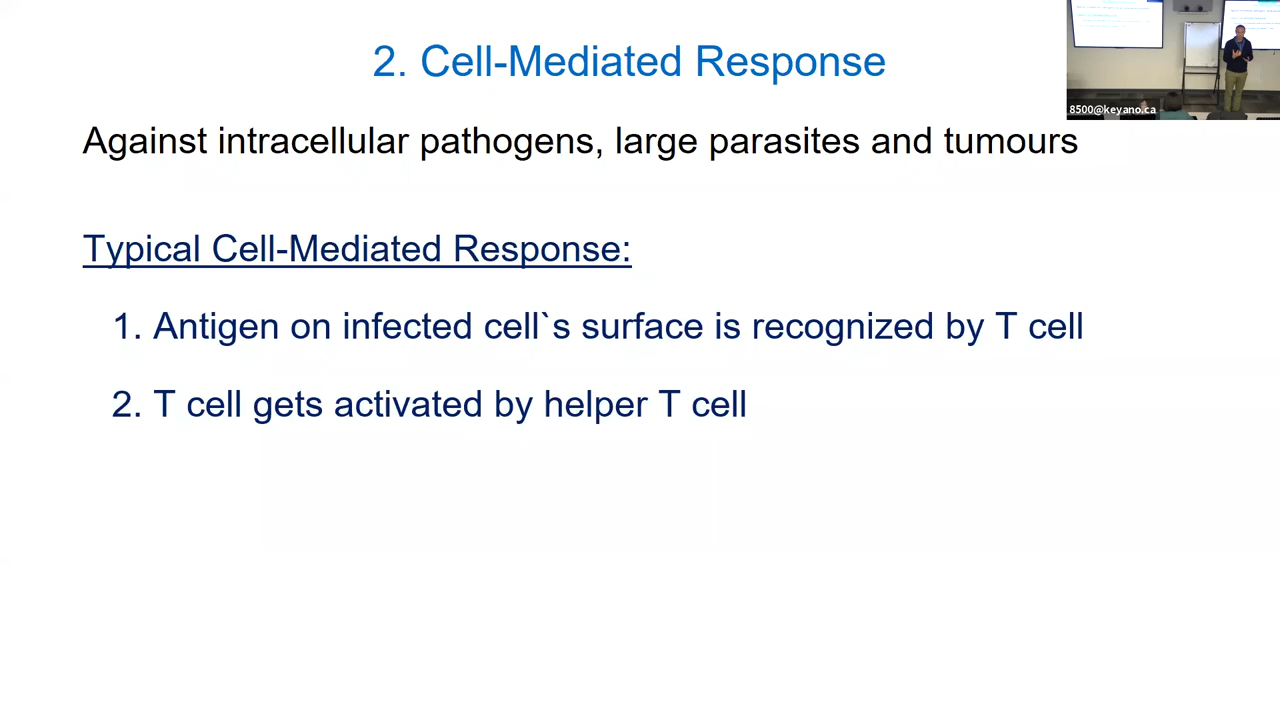 2. Cell-Mediated Response
8500@keyano.ca
Against intracellular pathogens, large parasites and tumours
Typical Cell-Mediated Response:
1. Antigen on infected cell`s surface is recognized by T cell
2. T cell gets activated by helper T cell